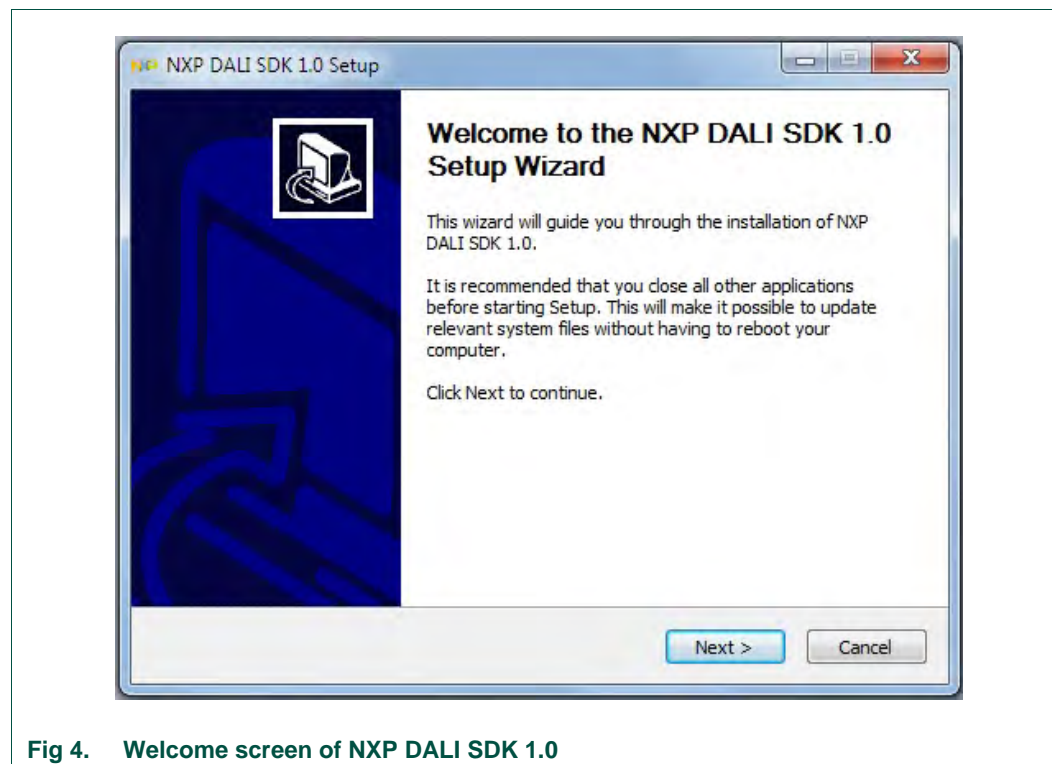 NXP DALI SDK 1.0 Setup
Welcome to the NXP DALI SDK 1.0
Setup Wizard
This wizard will guide you through the installation of NXP
DALI SDK 1.0.
It is recommended that you close all other applications
before starting Setup. This will make it possible to update
relevant system files without having to reboot your
computer.
Click Next to continue.
Next >
Cancel
Fig 4. Welcome screen of NXP DALI SDK 1.0